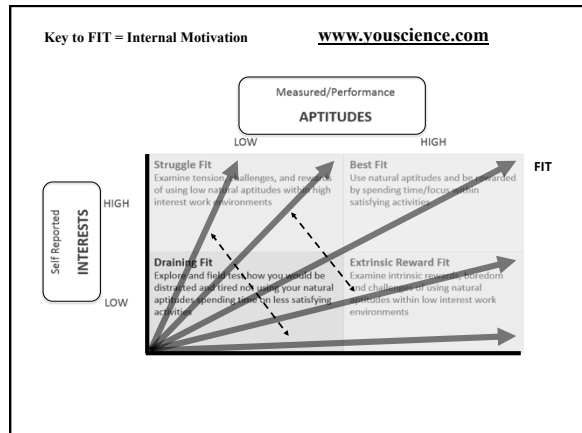 Key to FIT = Internal Motivation
www.youscience.com
Measured/Performance
APTITUDES
LOW
HIGH
Self Reported
INTERESTS
HIGH
LOW
Struggle Fit
Examine tension, challenges, and rewards
of using low natural aptitudes within high
interest work environments
Best Fit
Use natural aptitudes and be rewarded
by spending time/focus within
satisfying activities
FIT
Draining Fit
Explore and field test how you would be
distracted and tired not using your natural
aptitudes spending time on less satisfying
activities
Extrinsic Reward Fit
Examine intrinsic rewards, boredom
and challenges of using natural
aptitudes within low interest work
environments